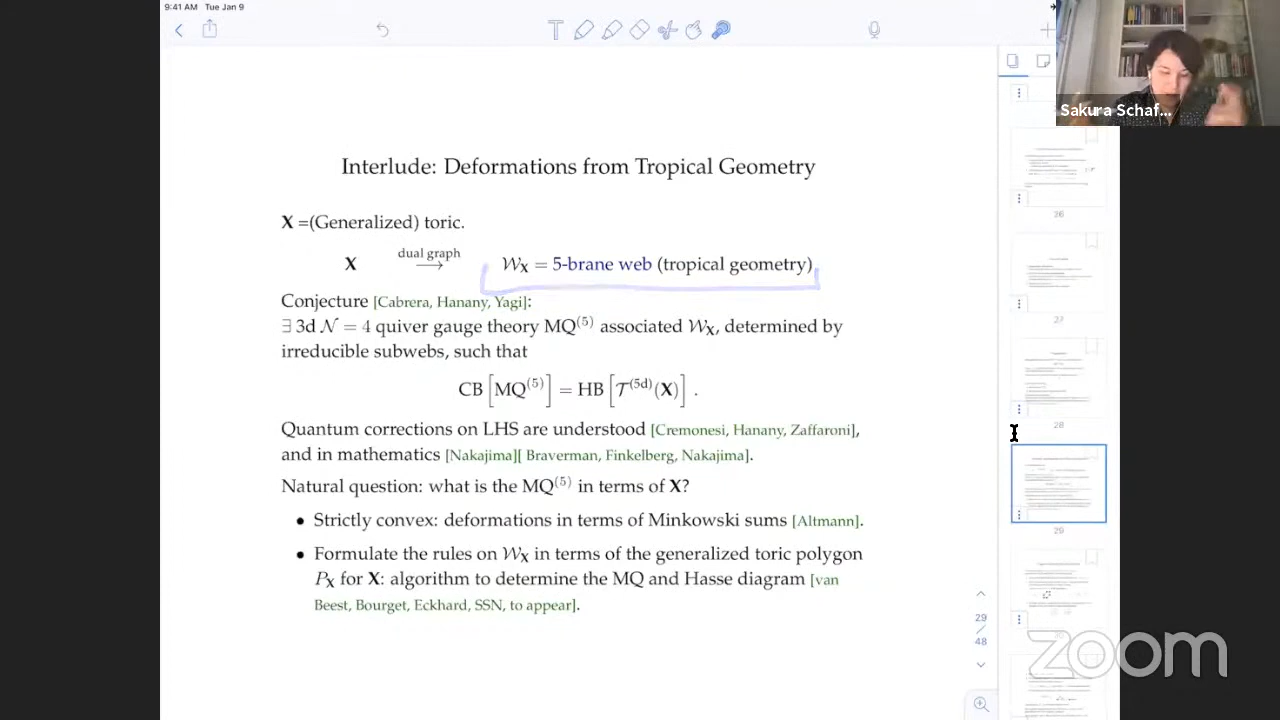 9:41 AM Tue Jan 9
Sakura Schaf...
Interlude: Deformations from Tropical Geometry
X =(Generalized) toric.
X dual graph → 𝒲_X = 5-brane web (tropical geometry)
Conjecture [Cabrera, Hanany, Yagi]:
∃ 3d 𝒩 = 4 quiver gauge theory MQ⁽⁵⁾ associated 𝒲_X, determined by
irreducible subwebs, such that
CB [MQ⁽⁵⁾] = HB [𝒯⁽⁵ᵈ⁾(X)] .
Quantum corrections on LHS are understood [Cremonesi, Hanany, Zaffaroni],
and in mathematics [Nakajima][ Braverman, Finkelberg, Nakajima].
Natural question: what is the MQ⁽⁵⁾ in terms of X?
● Strictly convex: deformations in terms of Minkowski sums [Altmann].
● Formulate the rules on 𝒲_X in terms of the generalized toric polygon
algorithm to determine the MQ and Hasse diagram [van
Beest, Bourget, Eckhard, SSN, to appear].
26
27
28
29
29
/
48
zoom